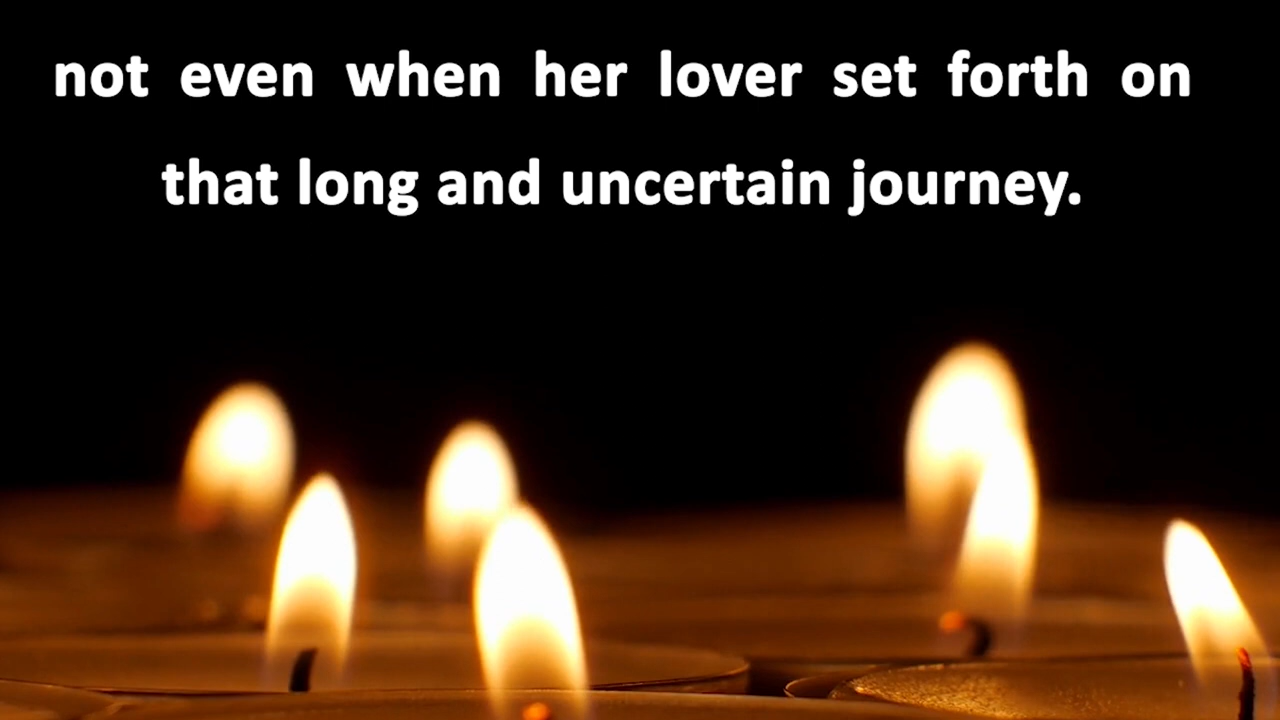 not even when her lover set forth on
that long and uncertain journey.